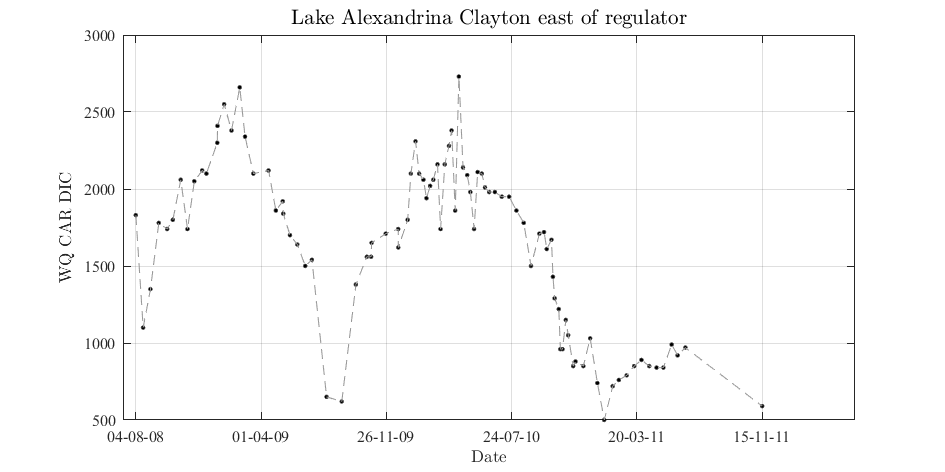 Lake Alexandrina Clayton east of regulator
3000
2500
2000
1500
1000
500
WQ CAR DIC
04-08-08 01-04-09 26-11-09 24-07-10 20-03-11 15-11-11
Date